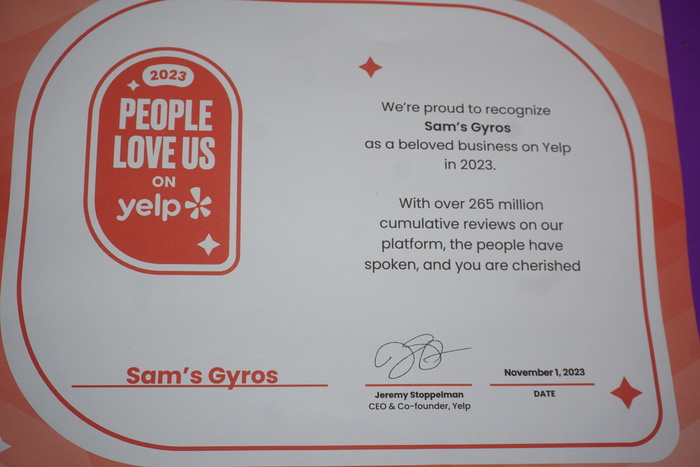 2023
PEOPLE
LOVE US
ON
yelp
We're proud to recognize
Sam's Gyros
as a beloved business on Yelp
in 2023.
With over 265 million
cumulative reviews on our
platform, the people have
spoken, and you are cherished
Sam's Gyros
Jeremy Stoppelman
CEO & Co-founder, Yelp
November 1, 2023
DATE